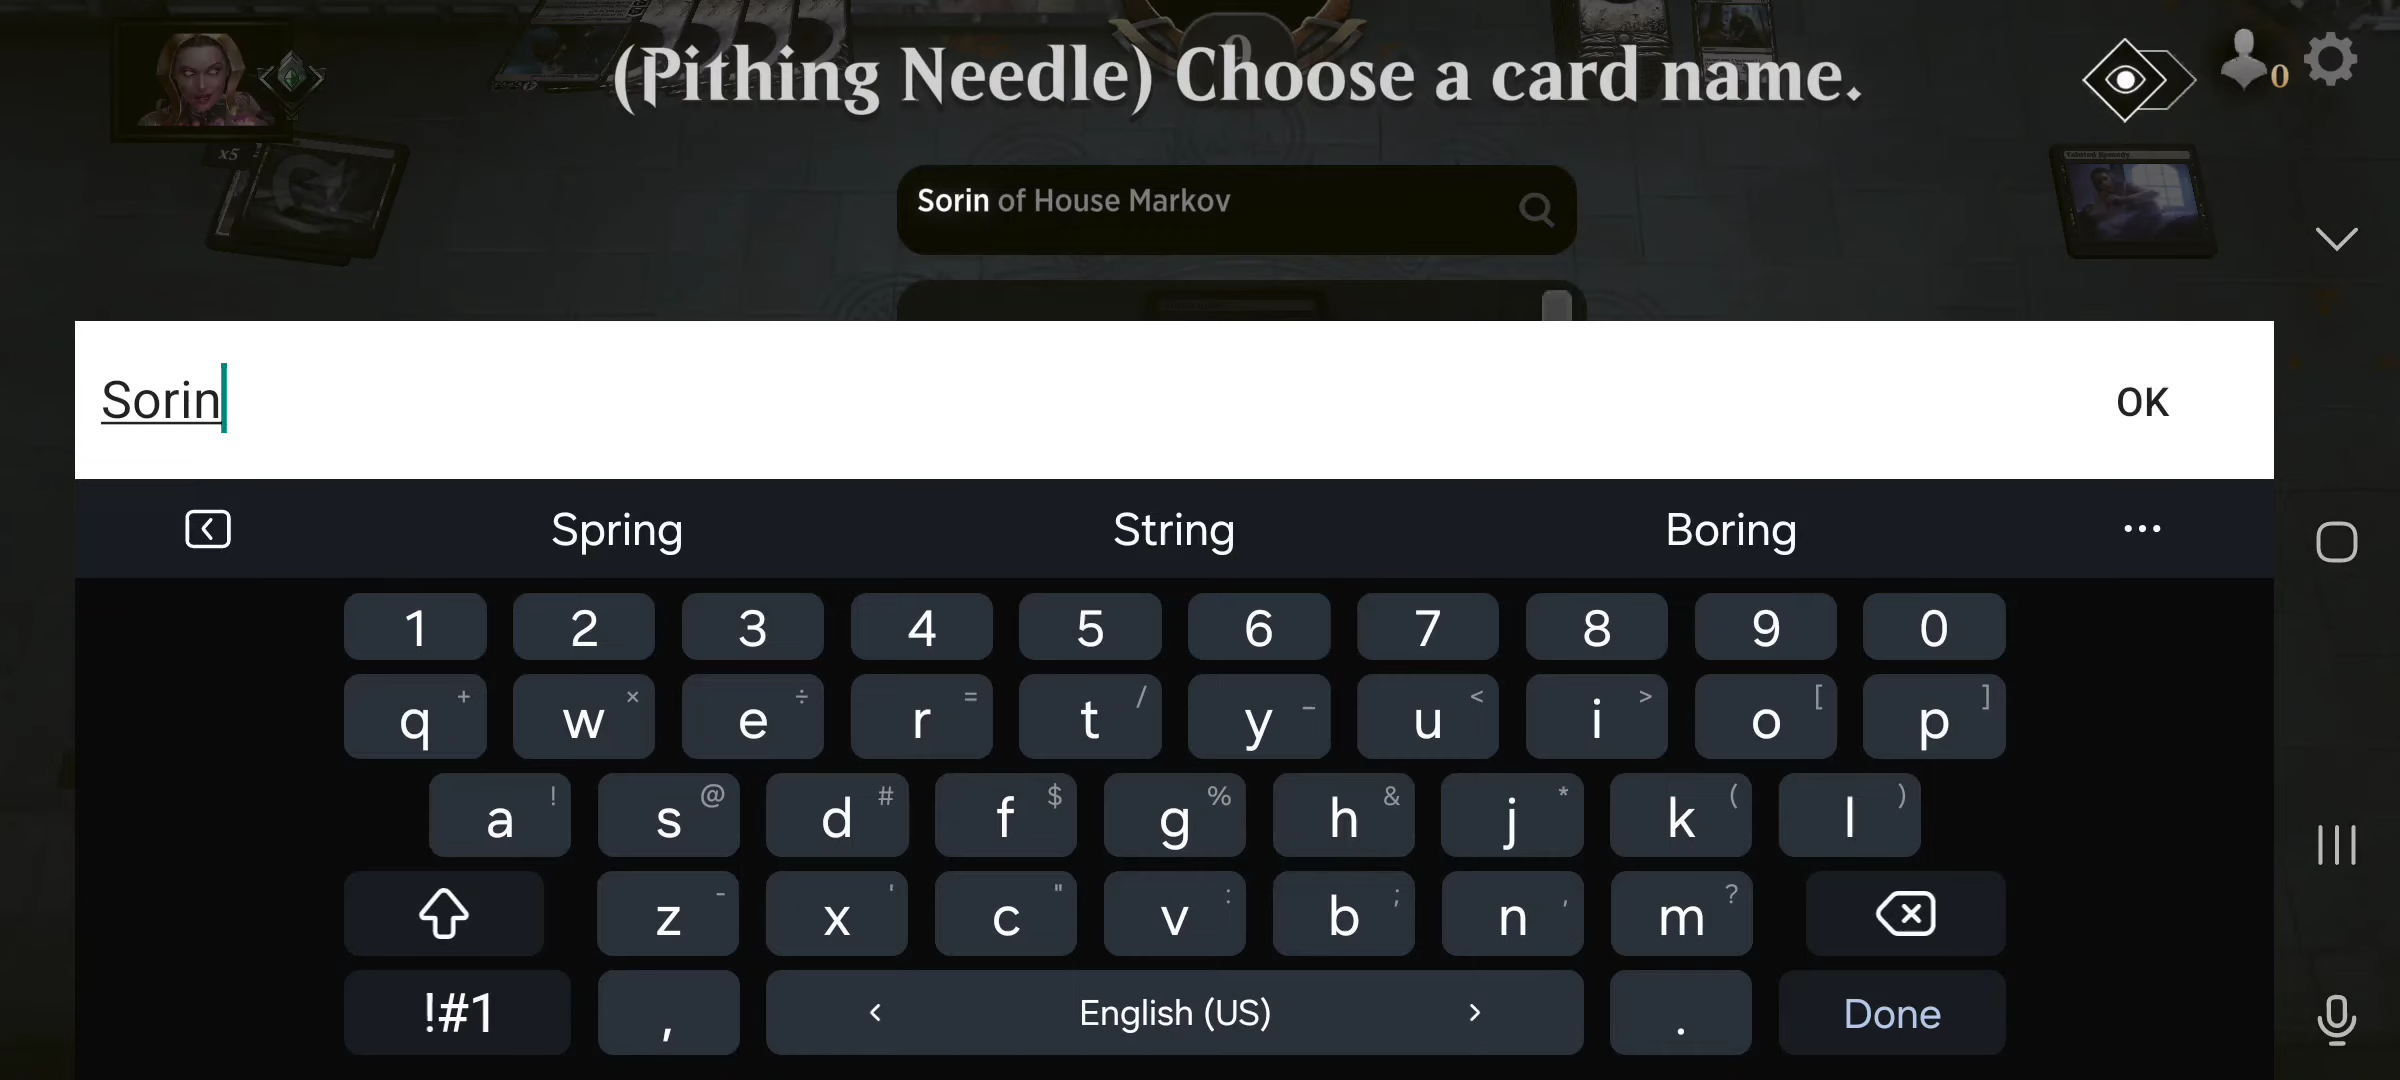 (Pithing Needle) Choose a card name.
0
x5
Sorin of House Markov
Sorin
OK
Spring String Boring ...
1 2 3 4 5 6 7 8 9 0
q + w × e ÷ r = t / y _ u < i > o [ p ]
a ! s @ d # f $ g % h & j * k ( l )
z - x ' c " v : b ; n , m ?
!#1 , < English (US) > . Done